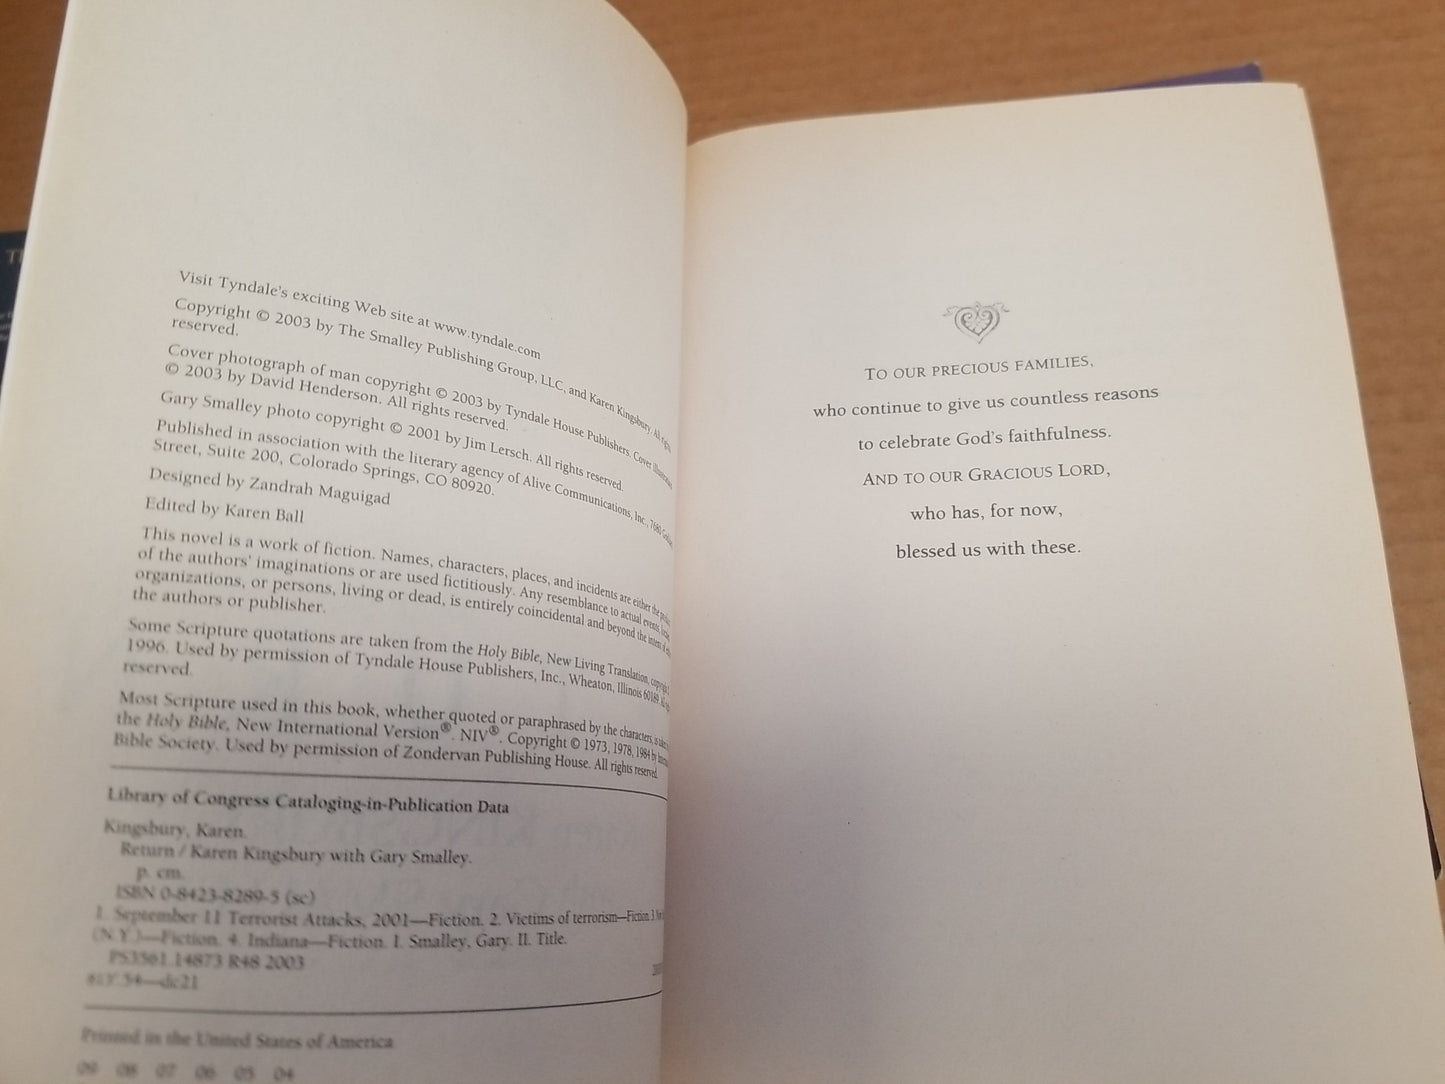 Visit Tyndale's exciting Web site at www.tyndale.com
Copyright © 2003 by The Smalley Publishing Group, LLC, and Karen Kingsbury. All rights
reserved.
Cover photograph of man copyright © 2003 by Tyndale House Publishers. Cover illustration
© 2003 by David Henderson. All rights reserved.
Gary Smalley photo copyright © 2001 by Jim Lersch. All rights reserved.
Published in association with the literary agency of Alive Communications, Inc., 7680
Street, Suite 200, Colorado Springs, CO 80920.
Designed by Zandrah Maguigad
Edited by Karen Ball
This novel is a work of fiction. Names, characters, places, and incidents are either the
of the authors' imaginations or are used fictitiously. Any resemblance to actual events,
organizations, or persons, living or dead, is entirely coincidental and beyond the intent of
the authors or publisher.
Some Scripture quotations are taken from the Holy Bible, New Living Translation,
1996. Used by permission of Tyndale House Publishers, Inc., Wheaton, Illinois 60189. All
reserved.
Most Scripture used in this book, whether quoted or paraphrased by the characters, is
the Holy Bible, New International Version®. NIV®. Copyright © 1973, 1978, 1984 by
Bible Society. Used by permission of Zondervan Publishing House. All rights reserved.
Library of Congress Cataloging-in-Publication Data
Kingsbury, Karen.
Return / Karen Kingsbury with Gary Smalley.
p. cm.
ISBN 0-8423-8289-5 (sc)
1. September 11 Terrorist Attacks, 2001—Fiction. 2. Victims of terrorism—Fiction. 3.
(N.Y.)—Fiction. 4. Indiana—Fiction. I. Smalley, Gary. II. Title.
PS3561.I4873 R48 2003
813'.54—dc21
Printed in the United States of America
09 08 07 06 05 04
TO OUR PRECIOUS FAMILIES,
who continue to give us countless reasons
to celebrate God's faithfulness.
AND TO OUR GRACIOUS LORD,
who has, for now,
blessed us with these.